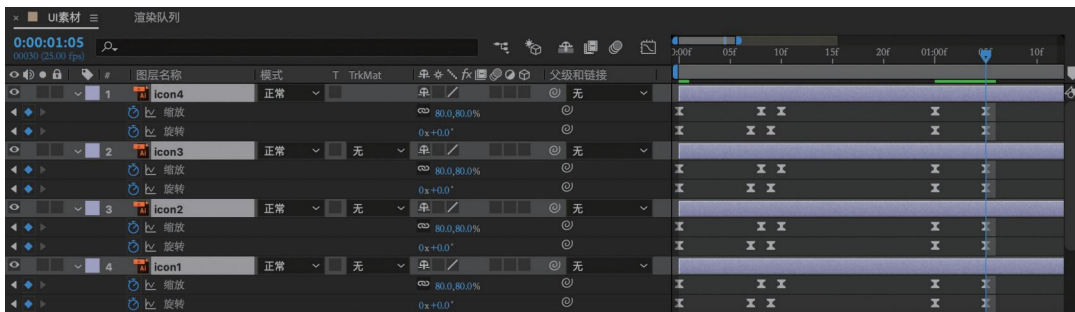 × UI素材 ≡ 渲染队列
0:00:01:05
00030 (25.00 fps)
:00f 05f 10f 15f 20f 01:00f 05f 10f
# 图层名称 模式 T TrkMat 父级和链接
1 icon4 正常 无
缩放 80.0,80.0%
旋转 0x+0.0°
2 icon3 正常 无 无
缩放 80.0,80.0%
旋转 0x+0.0°
3 icon2 正常 无 无
缩放 80.0,80.0%
旋转 0x+0.0°
4 icon1 正常 无 无
缩放 80.0,80.0%
旋转 0x+0.0°